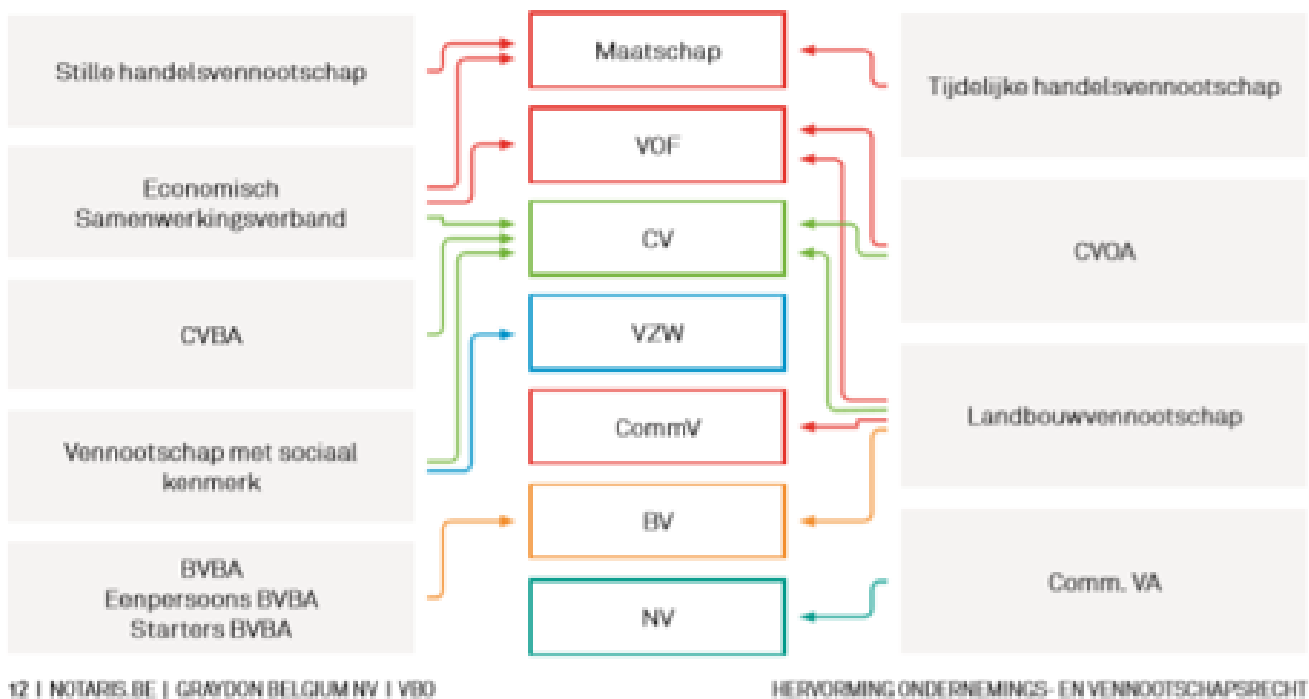 Stille handelsvennootschap
Economisch
Samenwerkingsverband
CVBA
Vennootschap met sociaal
kenmerk
BVBA
Eenpersoons BVBA
Starters BVBA
Maatschap
VOF
CV
VZW
CommV
BV
NV
Tijdelijke handelsvennootschap
CVOA
Landbouwvennootschap
Comm. VA
12 | NOTARIS.BE | GRAYDON BELGIUM NV | VBO
HERVORMING ONDERNEMINGS- EN VENNOOTSCHAPSRECHT